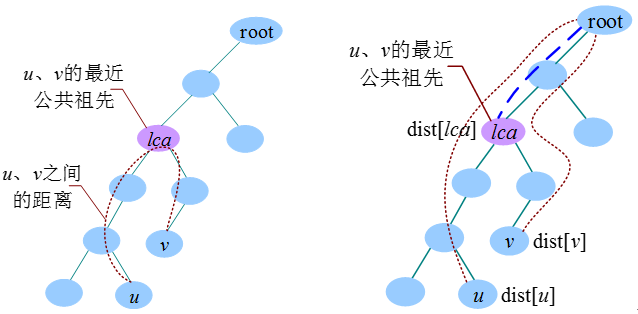 root
u、v的最近
公共祖先
lca
u、v之间
的距离
v
u
root
u、v的最近
公共祖先
dist[lca]
lca
v
dist[v]
u
dist[u]